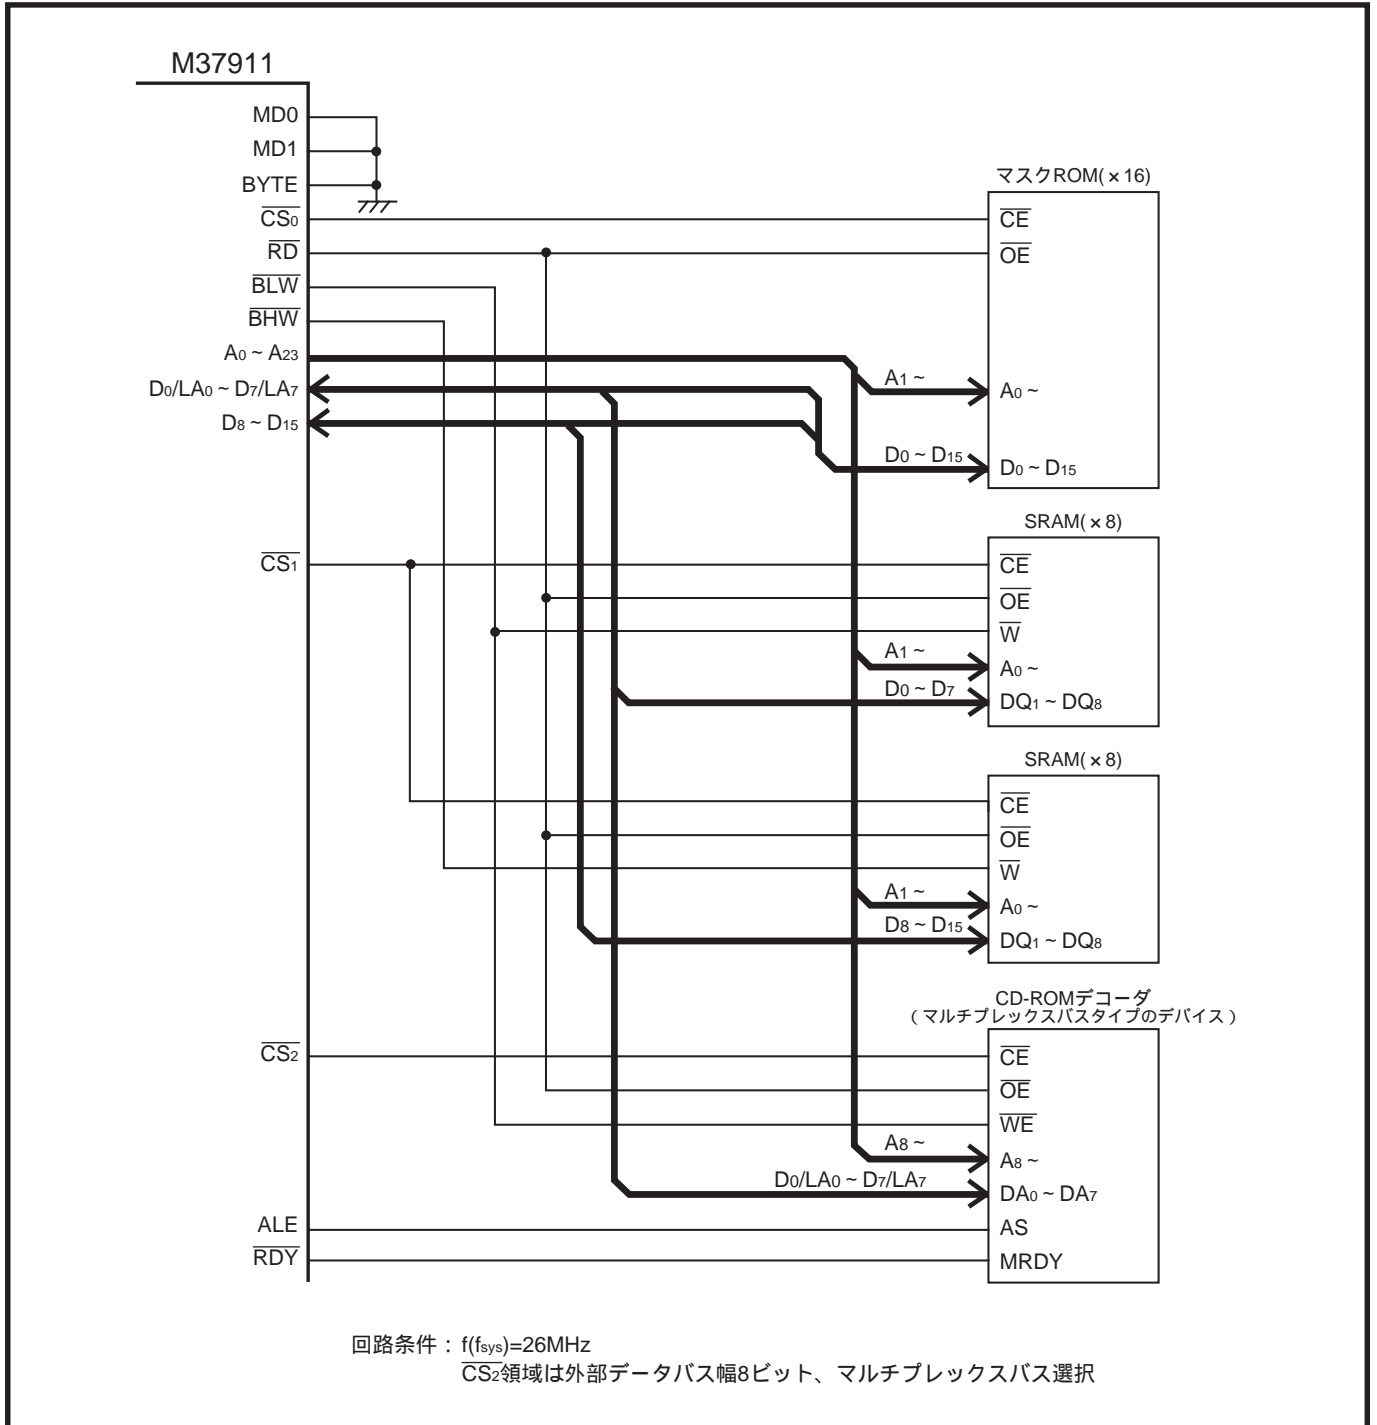 M37911
MD0
MD1
BYTE
CS0
RD
BLW
BHW
A0 ~ A23
D0/LA0 ~ D7/LA7
D8 ~ D15
CS1
CS2
ALE
RDY
マスクROM(×16)
CE
OE
A1 ~
A0 ~
D0 ~ D15
D0 ~ D15
SRAM(×8)
CE
OE
W
A1 ~
A0 ~
D0 ~ D7
DQ1 ~ DQ8
SRAM(×8)
CE
OE
W
A1 ~
A0 ~
D8 ~ D15
DQ1 ~ DQ8
CD-ROMデコーダ
(マルチプレックスバスタイプのデバイス)
CE
OE
WE
A8 ~
A8 ~
D0/LA0 ~ D7/LA7
DA0 ~ DA7
AS
MRDY
回路条件：f(fsys)=26MHz
CS2領域は外部データバス幅8ビット、マルチプレックスバス選択